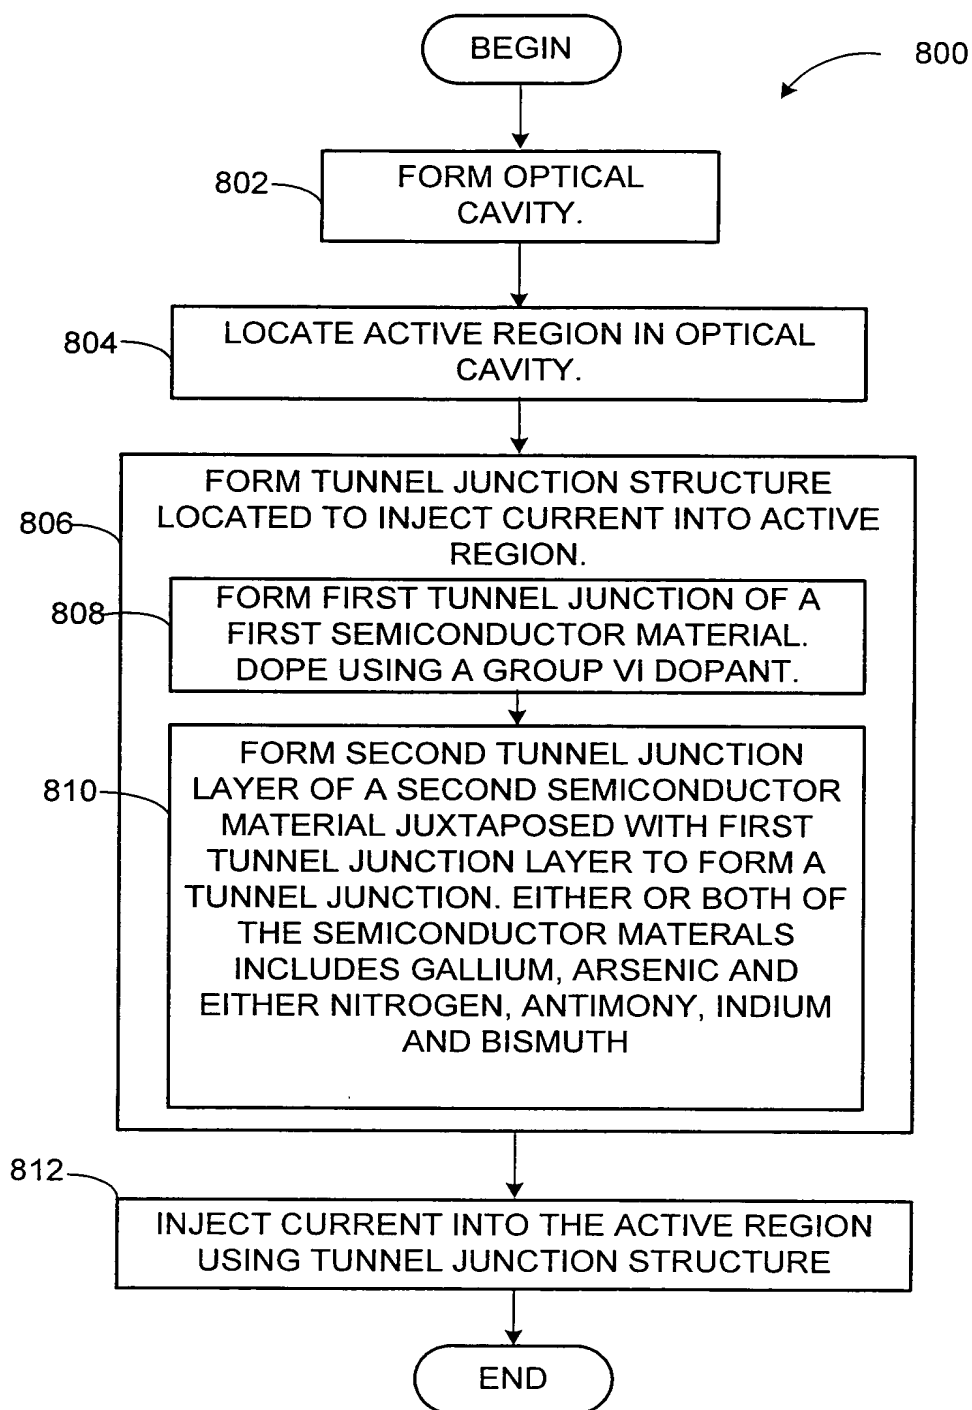 BEGIN
800
802
FORM OPTICAL
CAVITY.
804
LOCATE ACTIVE REGION IN OPTICAL
CAVITY.
806
FORM TUNNEL JUNCTION STRUCTURE
LOCATED TO INJECT CURRENT INTO ACTIVE
REGION.
808
FORM FIRST TUNNEL JUNCTION OF A
FIRST SEMICONDUCTOR MATERIAL.
DOPE USING A GROUP VI DOPANT.
810
FORM SECOND TUNNEL JUNCTION
LAYER OF A SECOND SEMICONDUCTOR
MATERIAL JUXTAPOSED WITH FIRST
TUNNEL JUNCTION LAYER TO FORM A
TUNNEL JUNCTION. EITHER OR BOTH OF
THE SEMICONDUCTOR MATERALS
INCLUDES GALLIUM, ARSENIC AND
EITHER NITROGEN, ANTIMONY, INDIUM
AND BISMUTH
812
INJECT CURRENT INTO THE ACTIVE REGION
USING TUNNEL JUNCTION STRUCTURE
END